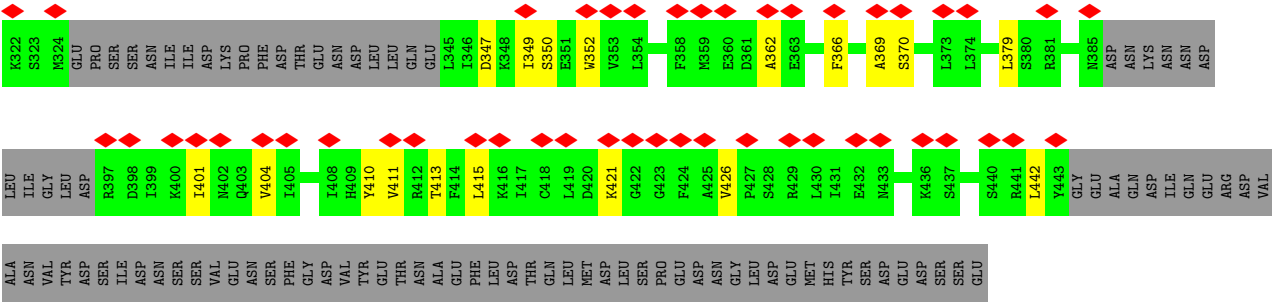 K322 S323 M324 GLU PRO SER SER ASN ILE ILE ASP LYS PRO PHE ASP THR GLU ASN ASP LEU LEU GLN GLU L345 I346 D347 K348 I349 S350 E351 W352 V353 L354 F358 M359 E360 D361 A362 E363 F366 A369 S370 L373 L374 L379 S380 R381 N385 ASP ASN LYS ASN ASN ASP
LEU ILE GLY LEU ASP R397 D398 I399 K400 I401 N402 Q403 V404 I405 I408 H409 Y410 V411 R412 T413 F414 L415 K416 I417 C418 L419 D420 K421 G422 G423 F424 A425 V426 P427 S428 R429 L430 I431 E432 N433 K436 S437 S440 R441 L442 Y443 GLY GLU ALA GLN ASP ILE GLN GLU ARG ASP VAL
ALA ASN VAL TYR ASP SER ILE ASP ASN SER SER VAL GLU ASN SER PHE GLY ASP VAL TYR GLU THR ASN ALA GLU PHE LEU ASP THR GLN LEU MET ASP LEU SER PRO GLU ASP ASN GLY LEU ASP GLU MET HIS TYR SER ASP GLU ASP SER SER GLU